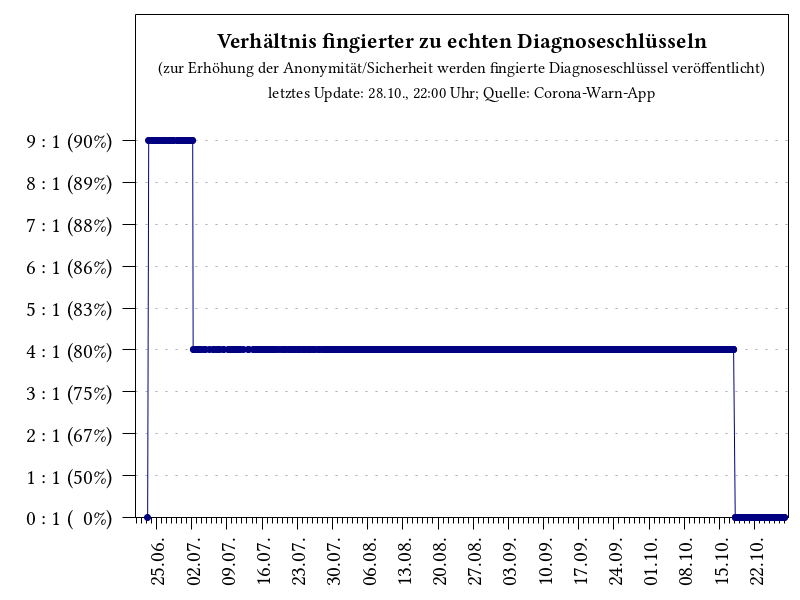 Verhältnis fingierter zu echten Diagnoseschlüsseln
(zur Erhöhung der Anonymität/Sicherheit werden fingierte Diagnoseschlüssel veröffentlicht)
letztes Update: 28.10., 22:00 Uhr; Quelle: Corona-Warn-App
9 : 1 (90%)
8 : 1 (89%)
7 : 1 (88%)
6 : 1 (86%)
5 : 1 (83%)
4 : 1 (80%)
3 : 1 (75%)
2 : 1 (67%)
1 : 1 (50%)
0 : 1 ( 0%)
25.06.
02.07.
09.07.
16.07.
23.07.
30.07.
06.08.
13.08.
20.08.
27.08.
03.09.
10.09.
17.09.
24.09.
01.10.
08.10.
15.10.
22.10.